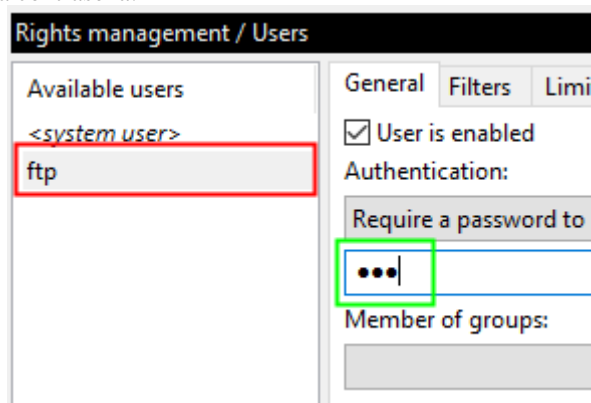 Rights management / Users
Available users
<system user>
ftp
General Filters
User is enabled
Authentication:
Require a password to
●●●
Member of groups: